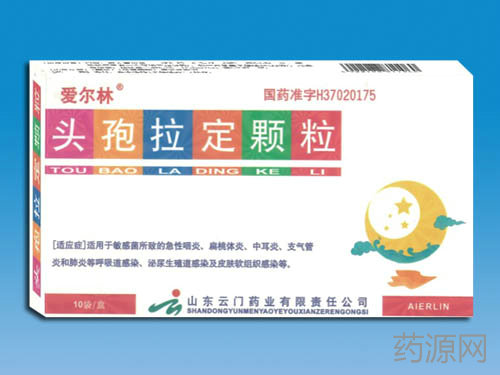 爱尔林®
国药准字H37020175
头孢拉定颗粒
TOU BAO LA DING KE LI
[适应症]适用于敏感菌所致的急性咽炎、扁桃体炎、中耳炎、支气管
炎和肺炎等呼吸道感染、泌尿生殖道感染及皮肤软组织感染等。
10袋/盒
山东云门药业有限责任公司
SHANDONGYUNMENYAOYEYOUXIANZERENGONGSI
AIERLIN
药源网